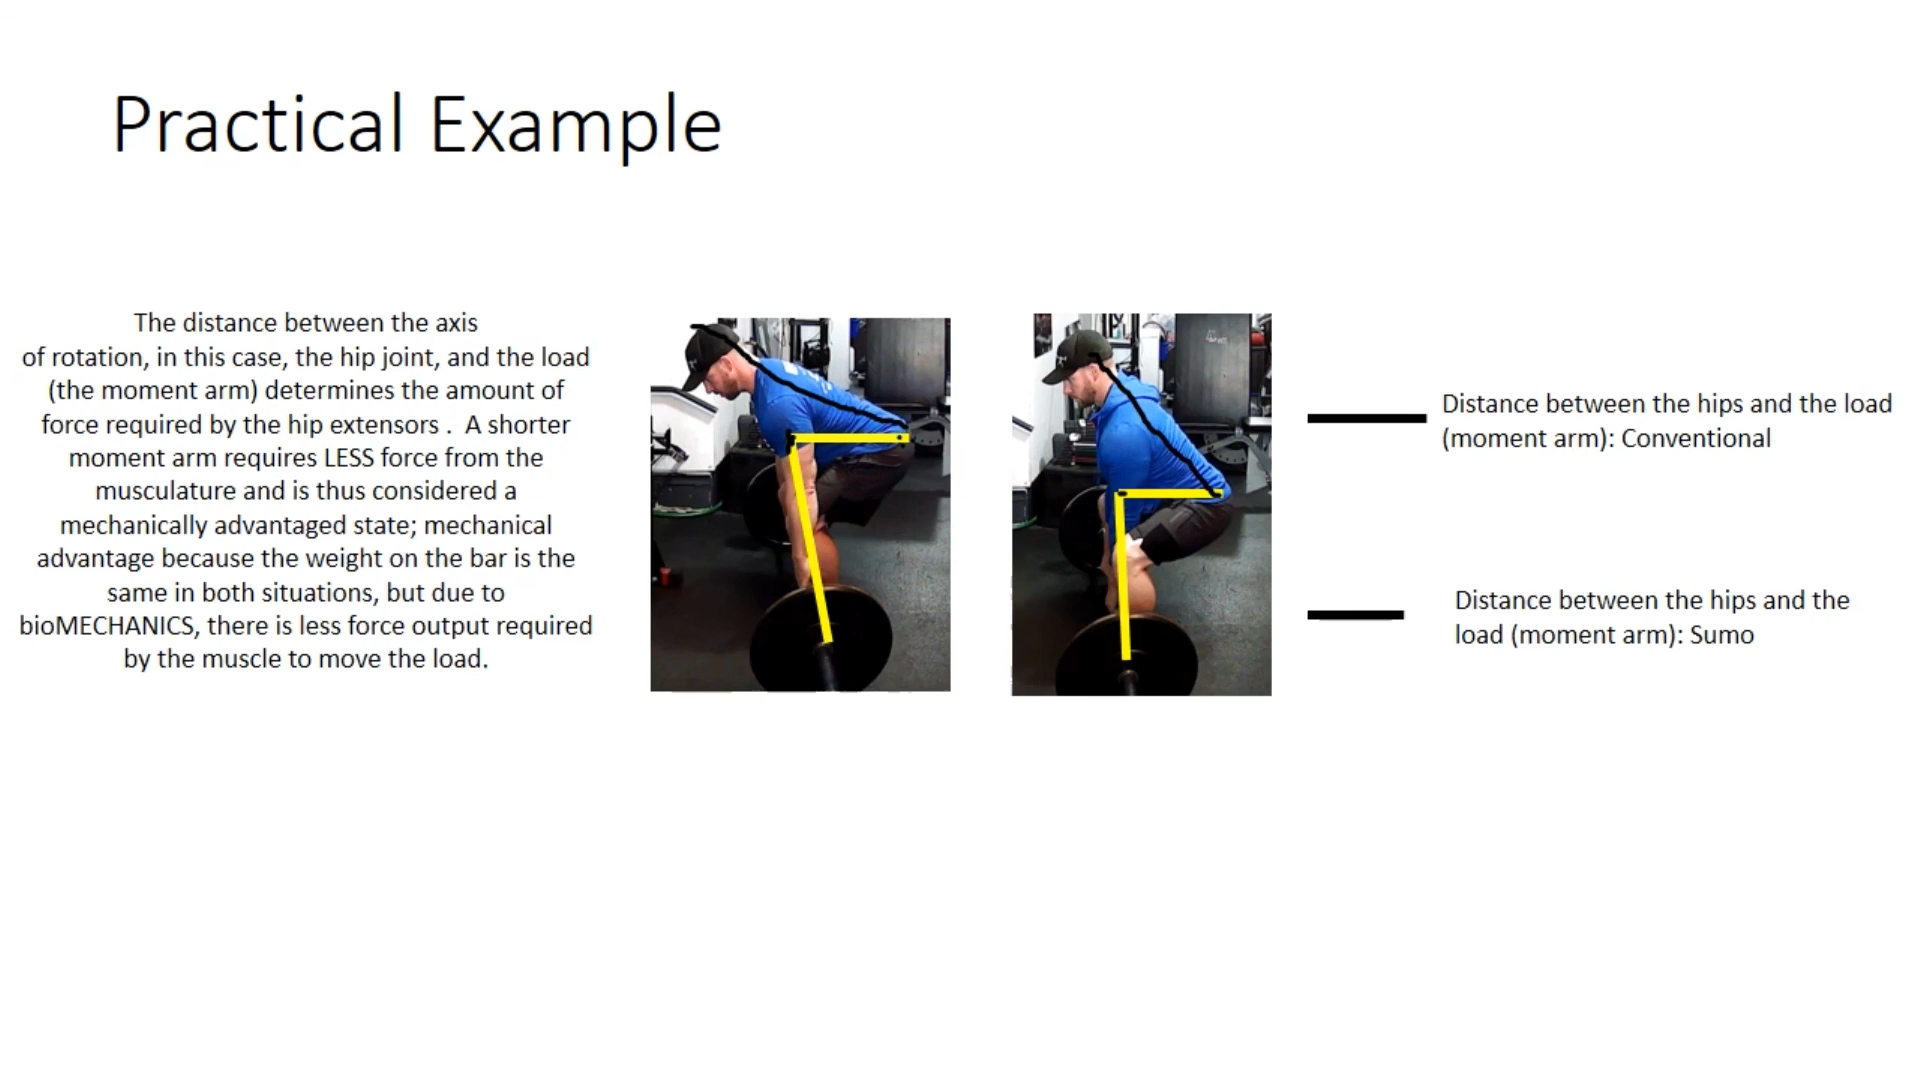 Practical Example
The distance between the axis
of rotation, in this case, the hip joint, and the load
(the moment arm) determines the amount of
force required by the hip extensors .  A shorter
moment arm requires LESS force from the
musculature and is thus considered a
mechanically advantaged state; mechanical
advantage because the weight on the bar is the
same in both situations, but due to
bioMECHANICS, there is less force output required
by the muscle to move the load.
Distance between the hips and the load
(moment arm): Conventional
Distance between the hips and the
load (moment arm): Sumo